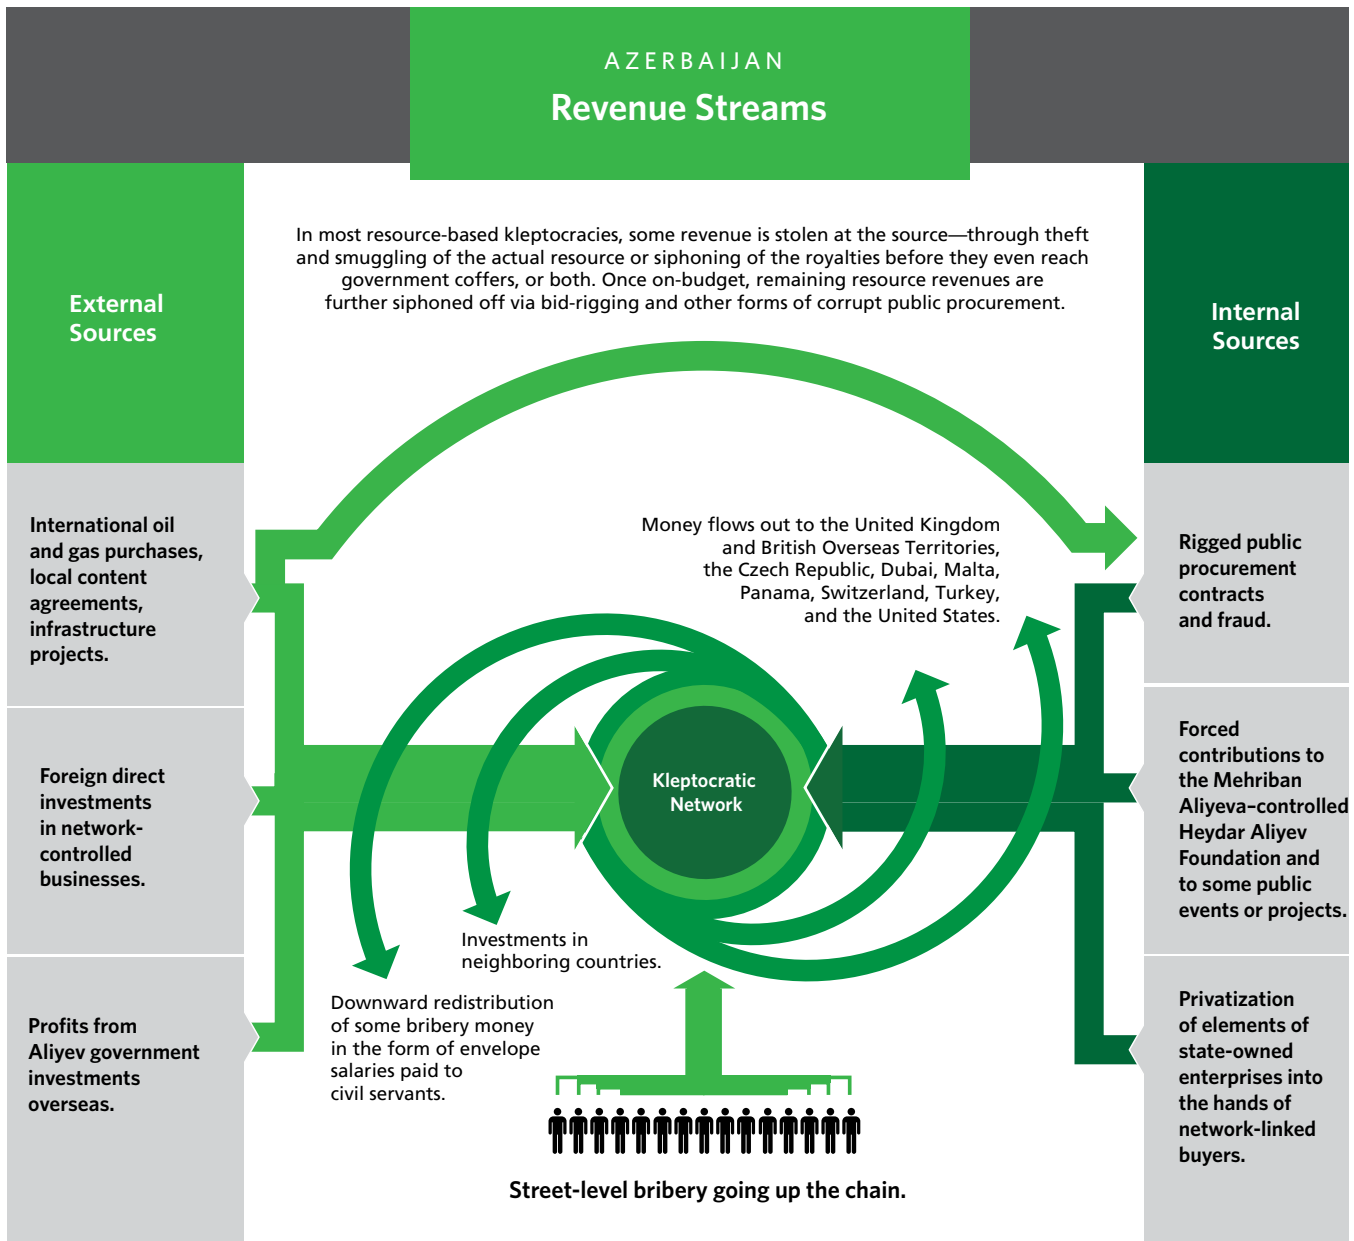 AZERBAIJAN
Revenue Streams
External
Sources
In most resource-based kleptocracies, some revenue is stolen at the source—through theft
and smuggling of the actual resource or siphoning of the royalties before they even reach
government coffers, or both. Once on-budget, remaining resource revenues are
further siphoned off via bid-rigging and other forms of corrupt public procurement.
Internal
Sources
International oil
and gas purchases,
local content
agreements,
infrastructure
projects.
Foreign direct
investments
in network-
controlled
businesses.
Profits from
Aliyev government
investments
overseas.
Money flows out to the United Kingdom
and British Overseas Territories,
the Czech Republic, Dubai, Malta,
Panama, Switzerland, Turkey,
and the United States.
Kleptocratic
Network
Investments in
neighboring countries.
Downward redistribution
of some bribery money
in the form of envelope
salaries paid to
civil servants.
Street-level bribery going up the chain.
Rigged public
procurement
contracts
and fraud.
Forced
contributions to
the Mehriban
Aliyeva–controlled
Heydar Aliyev
Foundation and
to some public
events or projects.
Privatization
of elements of
state-owned
enterprises into
the hands of
network-linked
buyers.